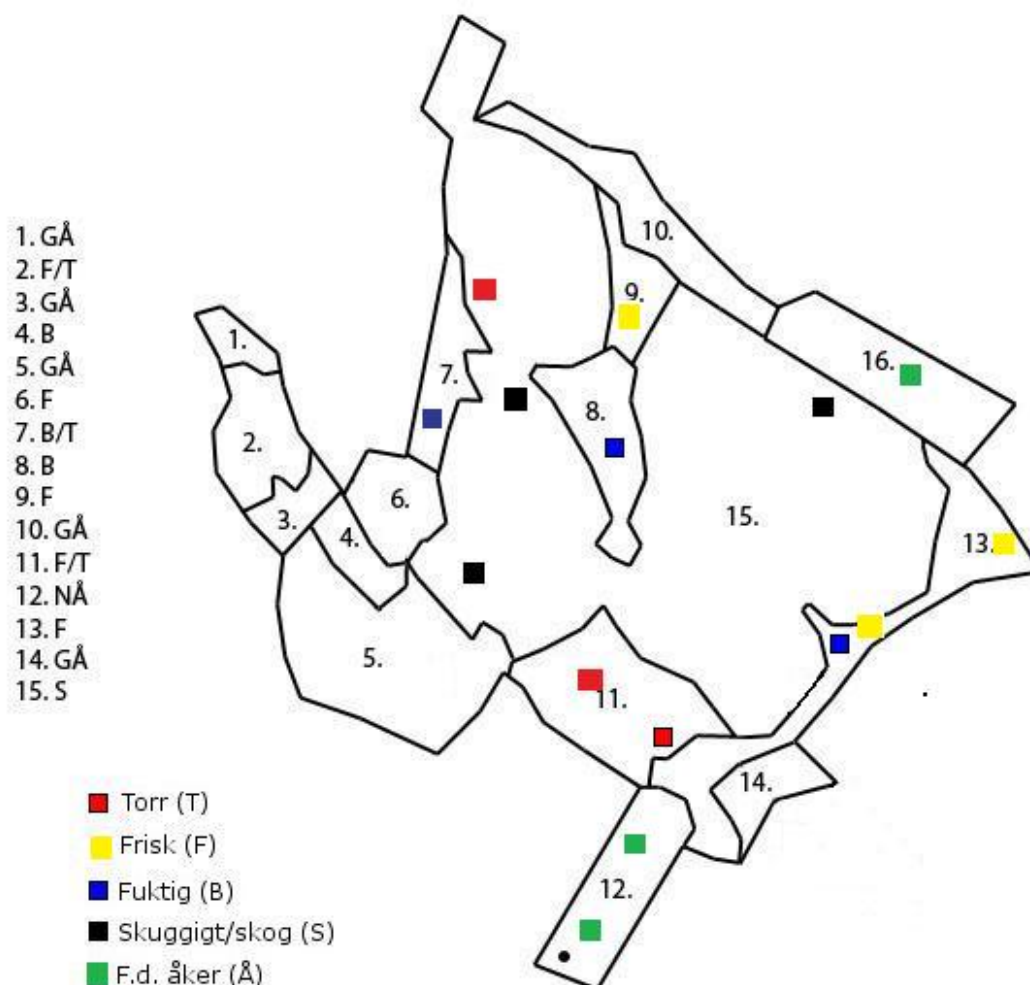 1. GÅ
2. F/T
3. GÅ
4. B
5. GÅ
6. F
7. B/T
8. B
9. F
10. GÅ
11. F/T
12. NÅ
13. F
14. GÅ
15. S
10.
9.
1.
16.
7.
8.
2.
6.
3.
15.
4.
13.
5.
11.
14.
12.
Torr (T)
Frisk (F)
Fuktig (B)
Skuggigt/skog (S)
F.d. åker (Å)